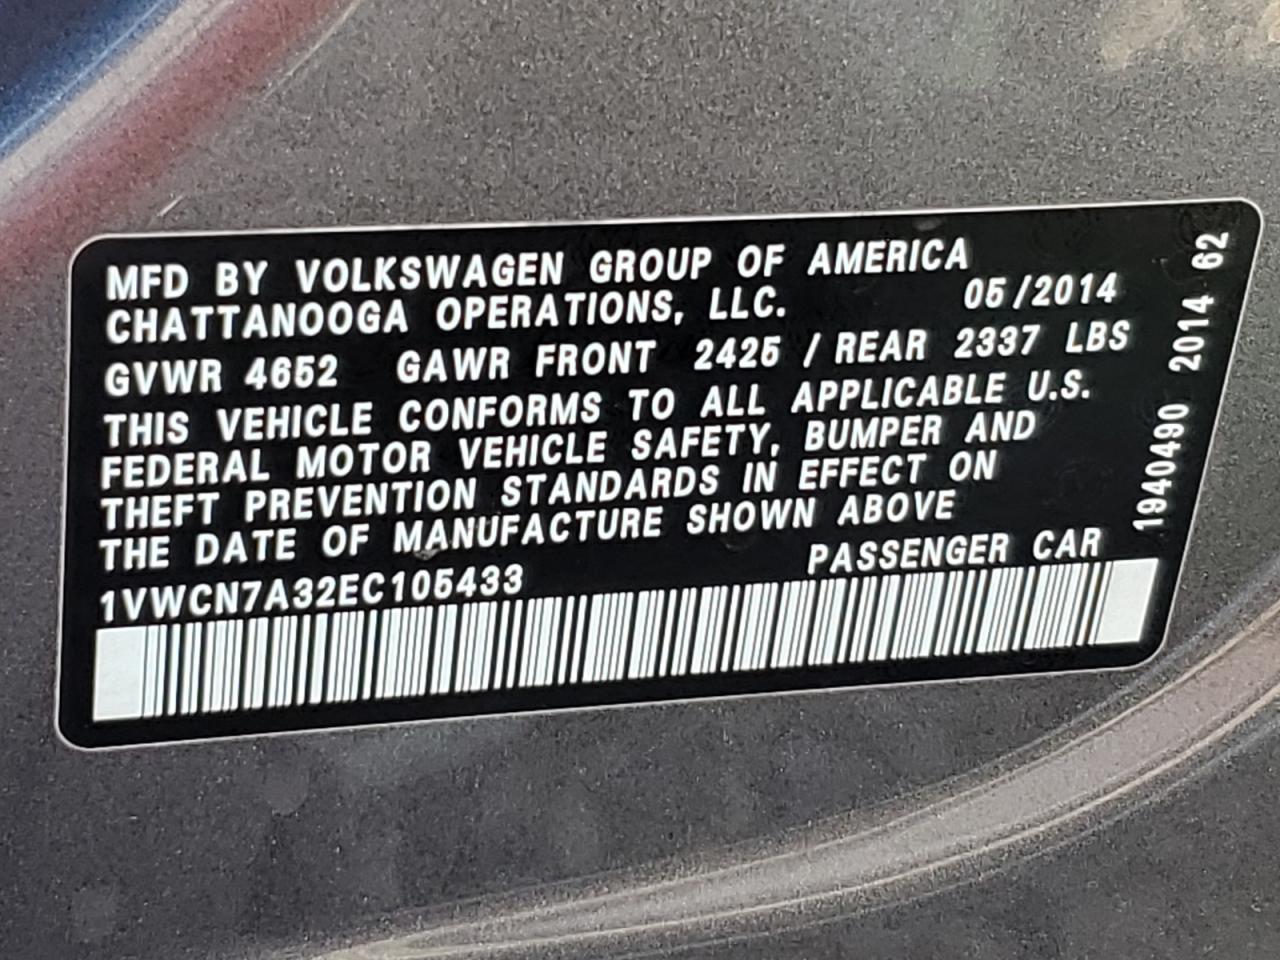 MFD BY VOLKSWAGEN GROUP OF AMERICA
CHATTANOOGA OPERATIONS, LLC. 05/2014
GVWR 4652 GAWR FRONT 2425 / REAR 2337 LBS
THIS VEHICLE CONFORMS TO ALL APPLICABLE U.S.
FEDERAL MOTOR VEHICLE SAFETY, BUMPER AND
THEFT PREVENTION STANDARDS IN EFFECT ON
THE DATE OF MANUFACTURE SHOWN ABOVE
1VWCN7A32EC105433 PASSENGER CAR
1940490 2014 62